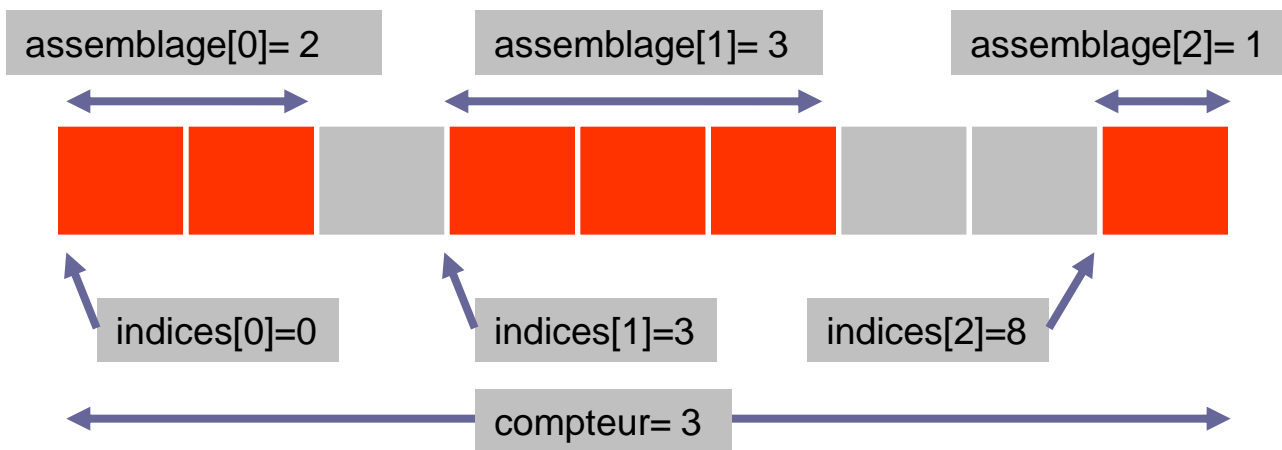 assemblage[0]= 2
assemblage[1]= 3
assemblage[2]= 1
indices[0]=0
indices[1]=3
indices[2]=8
compteur= 3